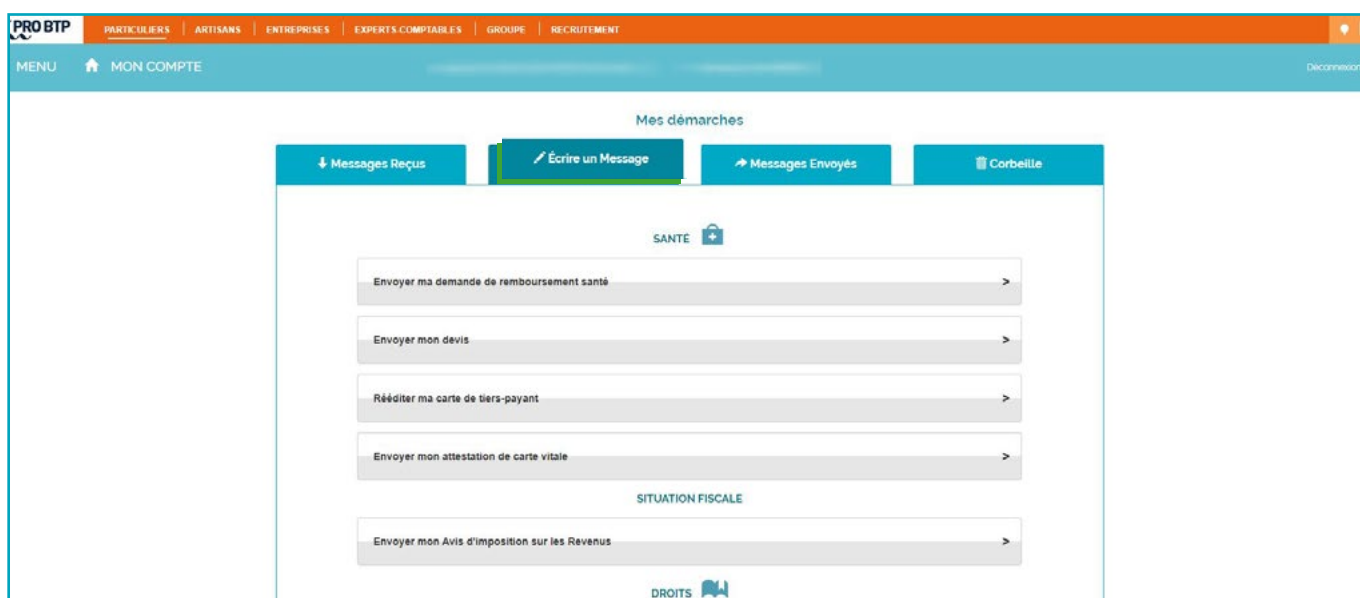 PRO BTP PARTICULIERS ARTISANS ENTREPRISES EXPERTS-COMPTABLES GROUPE RECRUTEMENT
MENU MON COMPTE Déconnexion
Mes démarches
Messages Reçus Écrire un Message Messages Envoyés Corbeille
SANTÉ
Envoyer ma demande de remboursement santé >
Envoyer mon devis >
Rééditer ma carte de tiers-payant >
Envoyer mon attestation de carte vitale >
SITUATION FISCALE
Envoyer mon Avis d'imposition sur les Revenus >
DROITS